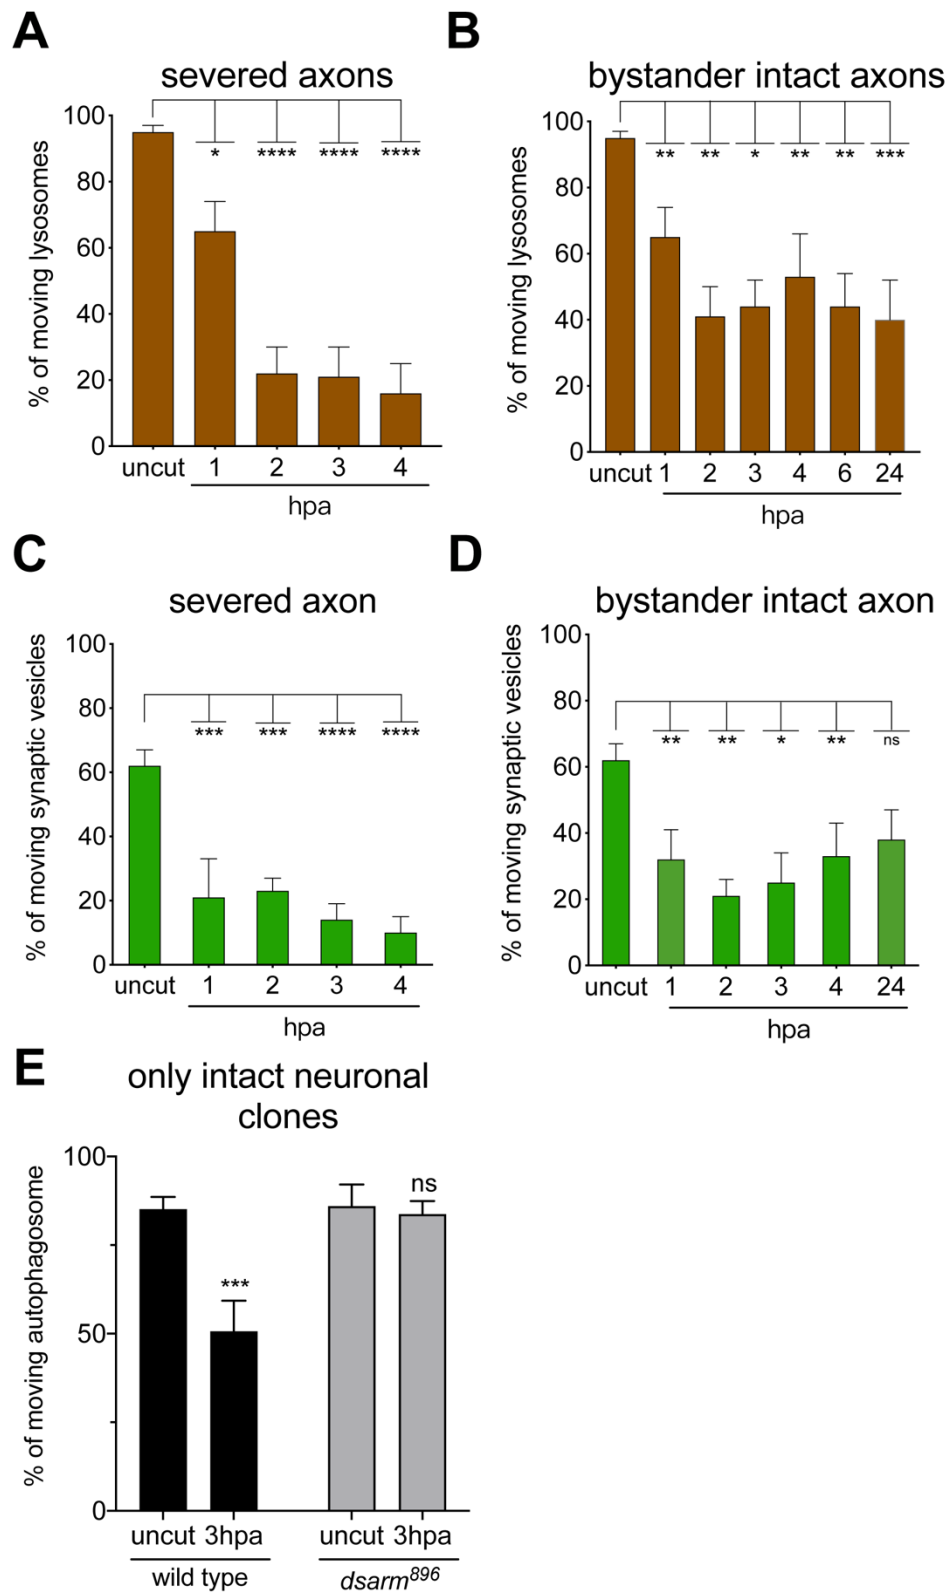 A
severed axons
% of moving lysosomes
100
80
60
40
20
0
* **** **** ****
uncut 1 2 3 4
hpa
B
bystander intact axons
% of moving lysosomes
100
80
60
40
20
0
** ** * ** ** ***
uncut 1 2 3 4 6 24
hpa
C
severed axon
% of moving synaptic vesicles
100
80
60
40
20
0
*** *** **** ****
uncut 1 2 3 4
hpa
D
bystander intact axon
% of moving synaptic vesicles
100
80
60
40
20
0
** ** * ** ns
uncut 1 2 3 4 24
hpa
E
only intact neuronal
clones
% of moving autophagosome
100
50
0
*** ns
uncut 3hpa uncut 3hpa
wild type dsarm896